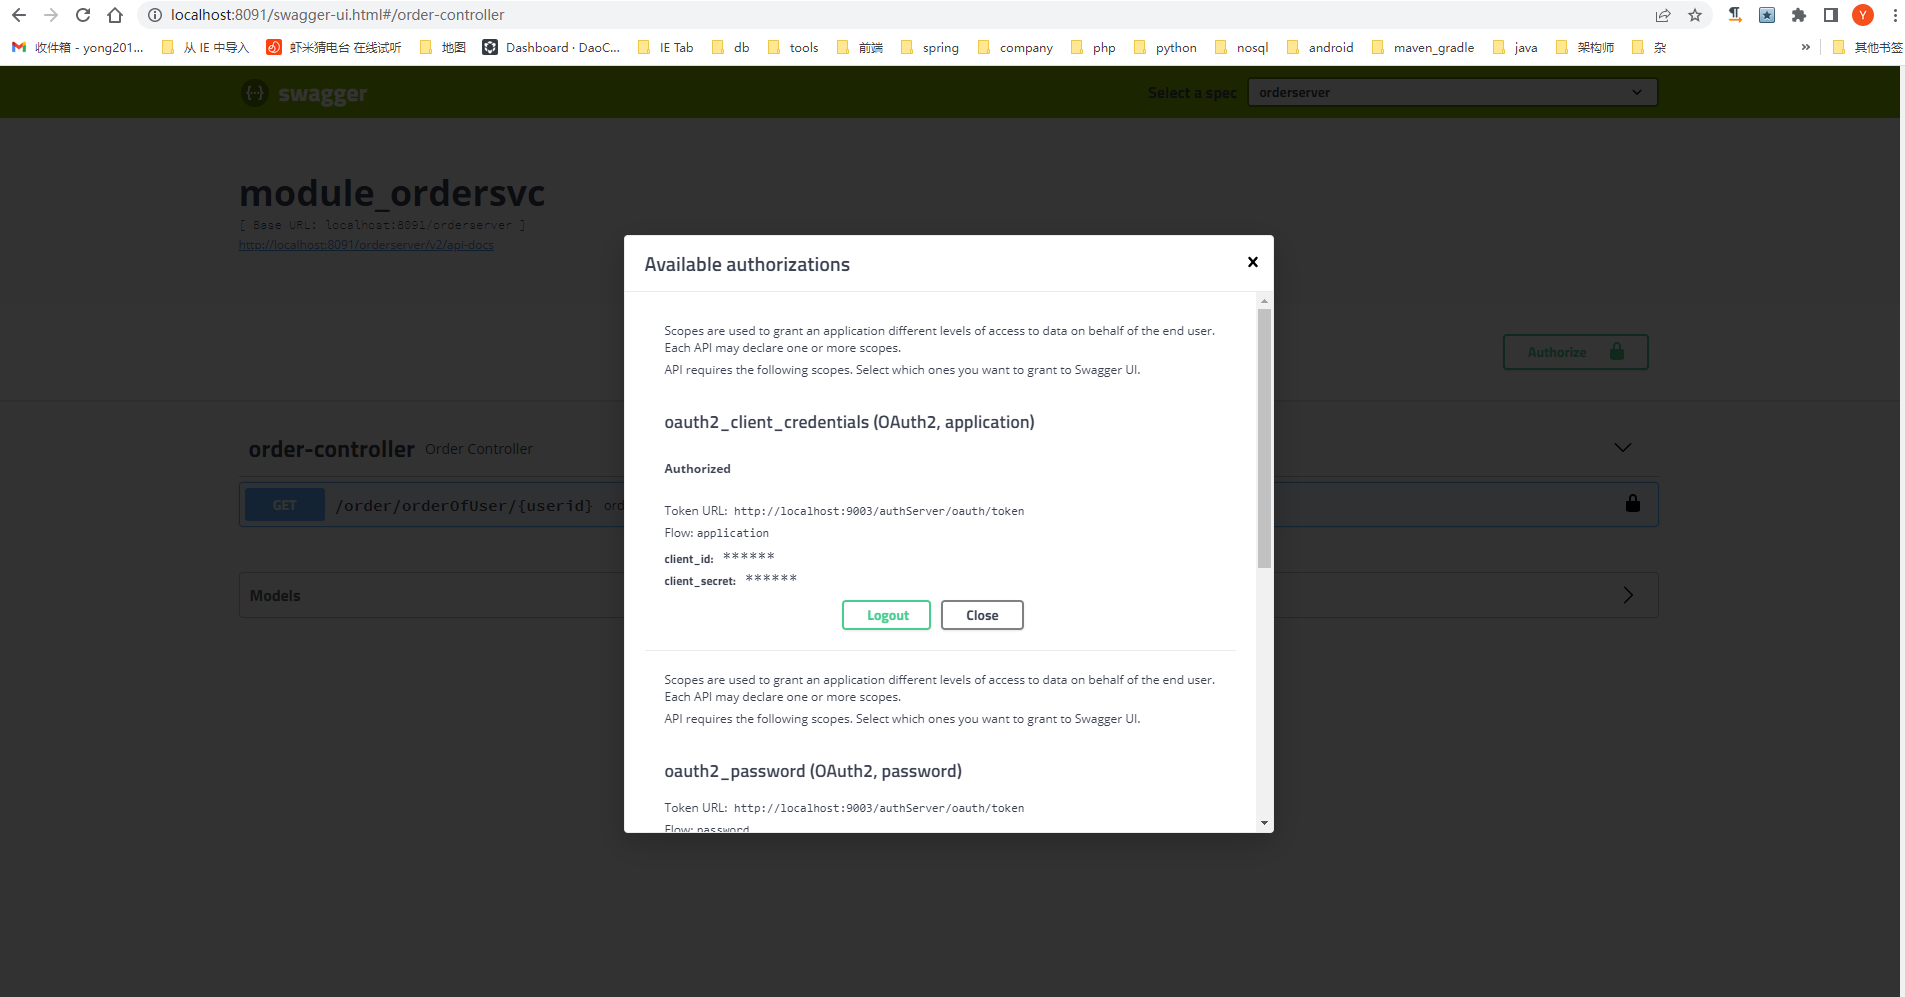 localhost:8091/swagger-ui.html#/order-controller
Y
收件箱 - yong201...
从 IE 中导入
虾米猜电台 在线试听
地图
Dashboard · DaoC...
IE Tab
db
tools
前端
spring
company
php
python
nosql
android
maven_gradle
java
架构师
杂
»
其他书签
{···} swagger
Select a spec
orderserver
module_ordersvc
[ Base URL: localhost:8091/orderserver ]
http://localhost:8091/orderserver/v2/api-docs
Authorize
order-controller Order Controller
GET /order/orderOfUser/{userid} ord
Models
Available authorizations
Scopes are used to grant an application different levels of access to data on behalf of the end user.
Each API may declare one or more scopes.
API requires the following scopes. Select which ones you want to grant to Swagger UI.
oauth2_client_credentials (OAuth2, application)
Authorized
Token URL: http://localhost:9003/authServer/oauth/token
Flow: application
client_id: ******
client_secret: ******
Logout
Close
Scopes are used to grant an application different levels of access to data on behalf of the end user.
Each API may declare one or more scopes.
API requires the following scopes. Select which ones you want to grant to Swagger UI.
oauth2_password (OAuth2, password)
Token URL: http://localhost:9003/authServer/oauth/token
Flow: password